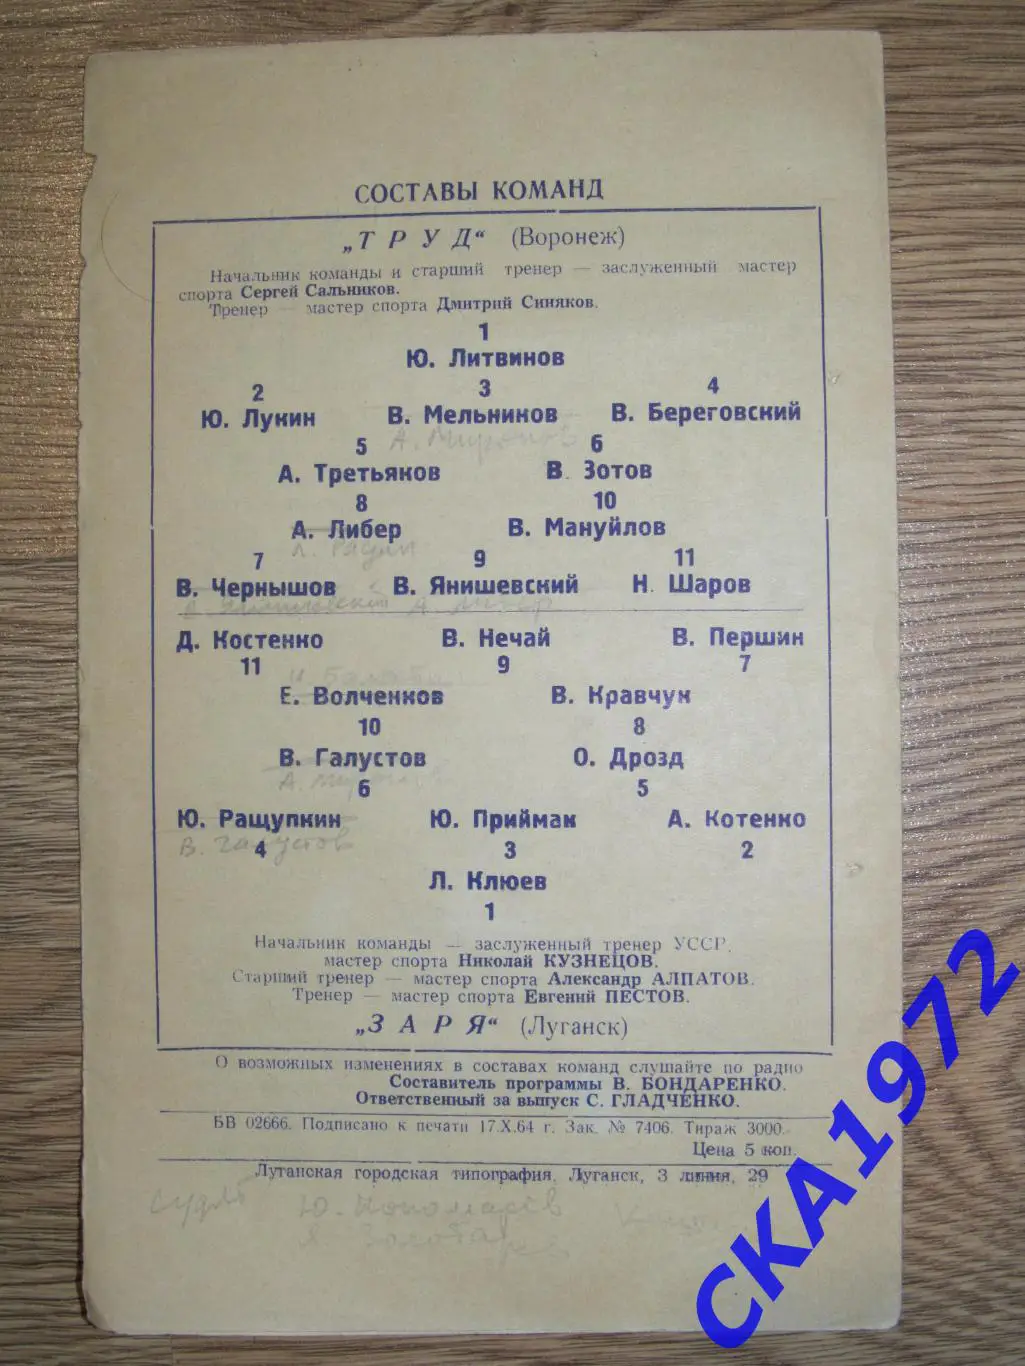 СОСТАВЫ КОМАНД
„ТРУД“ (Воронеж)
Начальник команды и старший тренер — заслуженный мастер
спорта Сергей Сальников.
Тренер — мастер спорта Дмитрий Синяков.
1
Ю. Литвинов
2 3 4
Ю. Лукин В. Мельников В. Береговский
5 6
А. Третьяков В. Зотов
8 10
А. Либер В. Мануйлов
7 9 11
В. Чернышов В. Янишевский Н. Шаров
А. Либер
Д. Костенко В. Нечай В. Першин
11 9 7
Е. Волченков В. Кравчук
10 8
В. Галустов О. Дрозд
6 5
Ю. Ращупкин Ю. Приймак А. Котенко
В. Галустов
4 3 2
Л. Клюев
1
Начальник команды — заслуженный тренер УССР,
мастер спорта Николай КУЗНЕЦОВ.
Старший тренер — мастер спорта Александр АЛПАТОВ.
Тренер — мастер спорта Евгений ПЕСТОВ.
„ЗАРЯ“ (Луганск)
О возможных изменениях в составах команд слушайте по радио
Составитель программы В. БОНДАРЕНКО.
Ответственный за выпуск С. ГЛАДЧЕНКО.
БВ 02666. Подписано к печати 17.X.64 г. Зак. № 7406. Тираж 3000.
Цена 5 коп.
Луганская городская типография, Луганск, 3 линия, 29
судьи Ю. Пономарёв
СКА1972